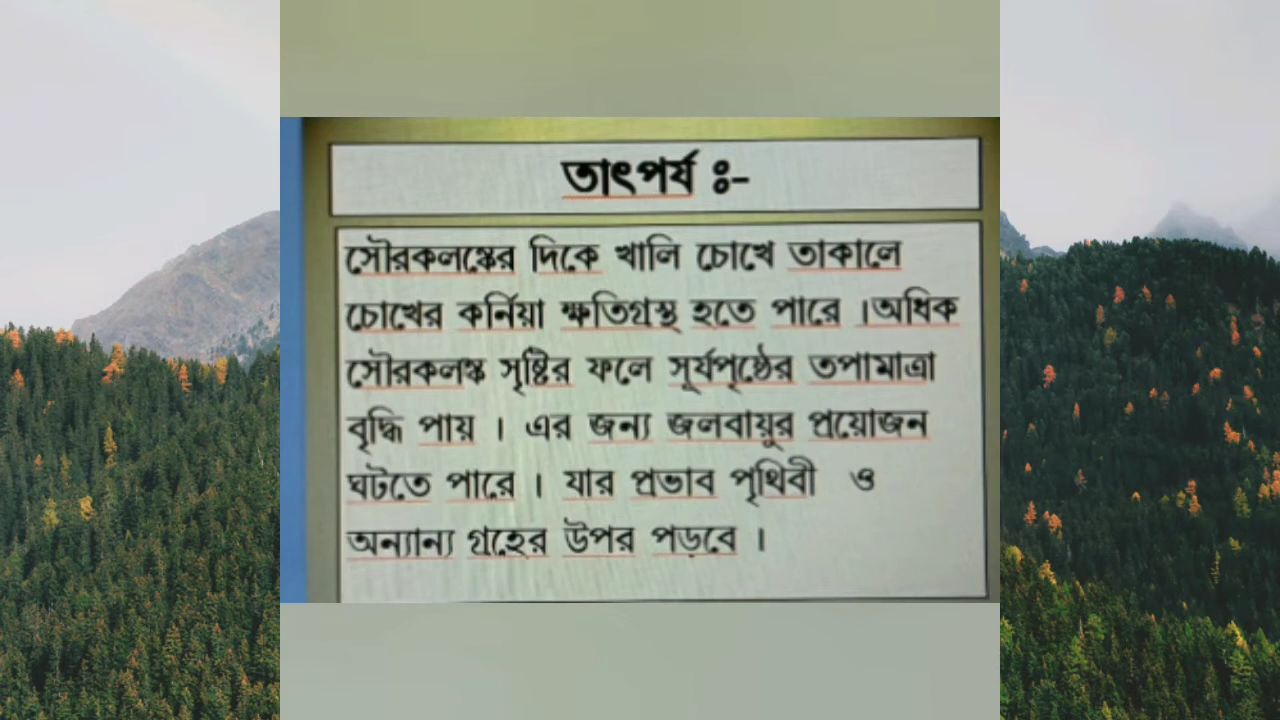 তাৎপর্য ঃ-
সৌরকলঙ্কের দিকে খালি চোখে তাকালে
চোখের কর্নিয়া ক্ষতিগ্রস্থ হতে পারে ।অধিক
সৌরকলঙ্ক সৃষ্টির ফলে সূর্যপৃষ্ঠের তপামাত্রা
বৃদ্ধি পায় । এর জন্য জলবায়ুর প্রয়োজন
ঘটতে পারে । যার প্রভাব পৃথিবী ও
অন্যান্য গ্রহের উপর পড়বে ।